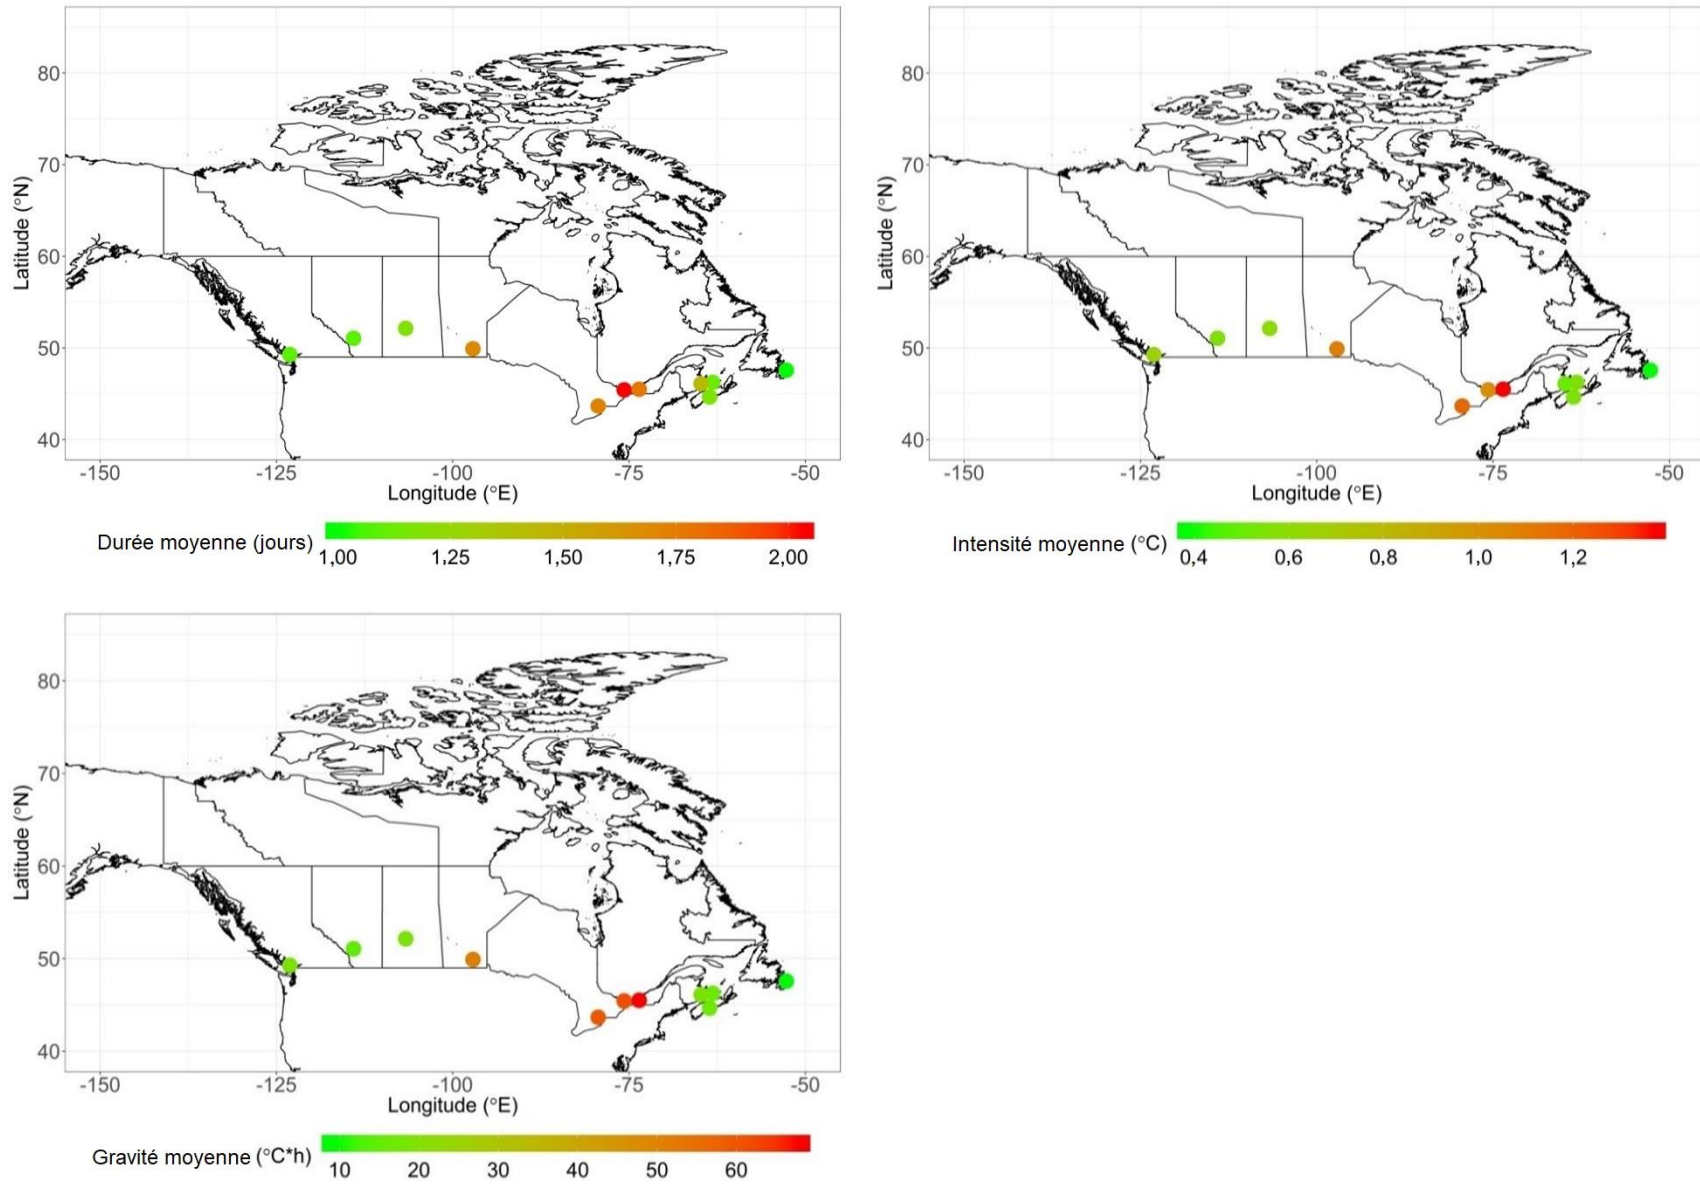 80
70
60
50
40
Latitude (°N)
-150 -125 -100 -75 -50
Longitude (°E)
Durée moyenne (jours)
1,00 1,25 1,50 1,75 2,00
80
70
60
50
40
Latitude (°N)
-150 -125 -100 -75 -50
Longitude (°E)
Intensité moyenne (°C)
0,4 0,6 0,8 1,0 1,2
80
70
60
50
40
Latitude (°N)
-150 -125 -100 -75 -50
Longitude (°E)
Gravité moyenne (°C*h)
10 20 30 40 50 60